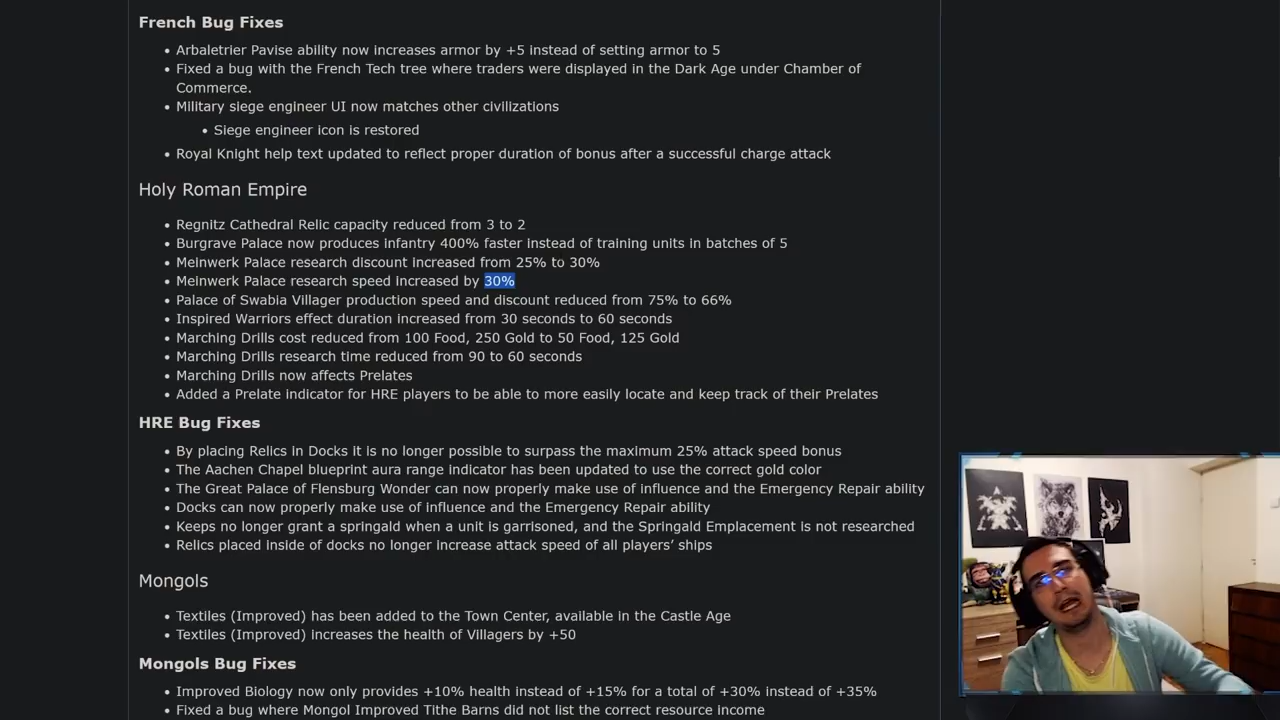 French Bug Fixes
• Arbaletrier Pavise ability now increases armor by +5 instead of setting armor to 5
• Fixed a bug with the French Tech tree where traders were displayed in the Dark Age under Chamber of
Commerce.
• Military siege engineer UI now matches other civilizations
• Siege engineer icon is restored
• Royal Knight help text updated to reflect proper duration of bonus after a successful charge attack
Holy Roman Empire
• Regnitz Cathedral Relic capacity reduced from 3 to 2
• Burgrave Palace now produces infantry 400% faster instead of training units in batches of 5
• Meinwerk Palace research discount increased from 25% to 30%
• Meinwerk Palace research speed increased by 30%
• Palace of Swabia Villager production speed and discount reduced from 75% to 66%
• Inspired Warriors effect duration increased from 30 seconds to 60 seconds
• Marching Drills cost reduced from 100 Food, 250 Gold to 50 Food, 125 Gold
• Marching Drills research time reduced from 90 to 60 seconds
• Marching Drills now affects Prelates
• Added a Prelate indicator for HRE players to be able to more easily locate and keep track of their Prelates
HRE Bug Fixes
• By placing Relics in Docks it is no longer possible to surpass the maximum 25% attack speed bonus
• The Aachen Chapel blueprint aura range indicator has been updated to use the correct gold color
• The Great Palace of Flensburg Wonder can now properly make use of influence and the Emergency Repair ability
• Docks can now properly make use of influence and the Emergency Repair ability
• Keeps no longer grant a springald when a unit is garrisoned, and the Springald Emplacement is not researched
• Relics placed inside of docks no longer increase attack speed of all players’ ships
Mongols
• Textiles (Improved) has been added to the Town Center, available in the Castle Age
• Textiles (Improved) increases the health of Villagers by +50
Mongols Bug Fixes
• Improved Biology now only provides +10% health instead of +15% for a total of +30% instead of +35%
• Fixed a bug where Mongol Improved Tithe Barns did not list the correct resource income